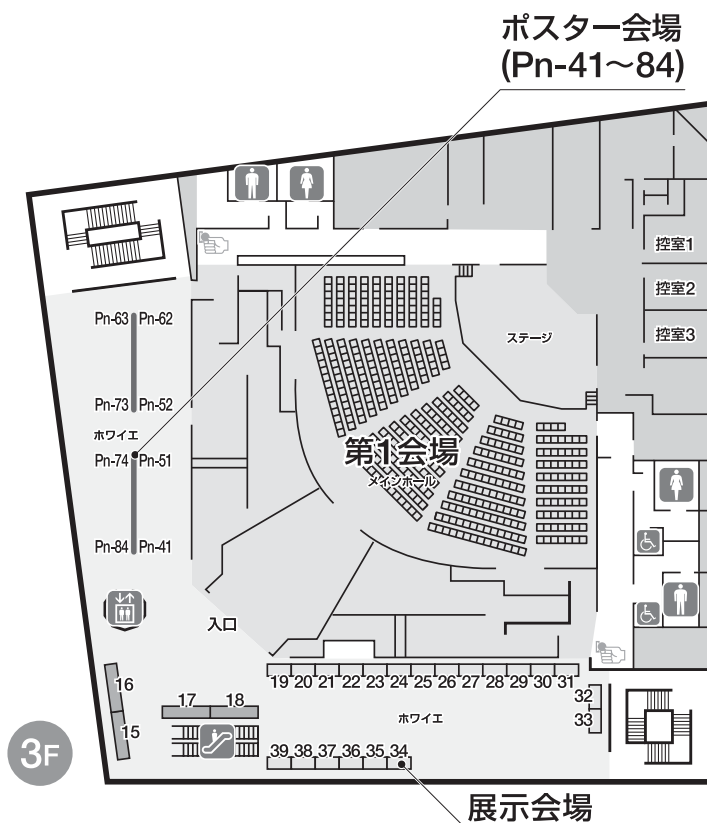 ポスター会場
(Pn-41～84)
控室1
控室2
控室3
Pn-63 Pn-62
ステージ
Pn-73 Pn-52
ホワイエ
第1会場
メインホール
Pn-74 Pn-51
Pn-84 Pn-41
入口
16
15
17 18
19 20 21 22 23 24 25 26 27 28 29 30 31
32
33
ホワイエ
39 38 37 36 35 34
3F
展示会場